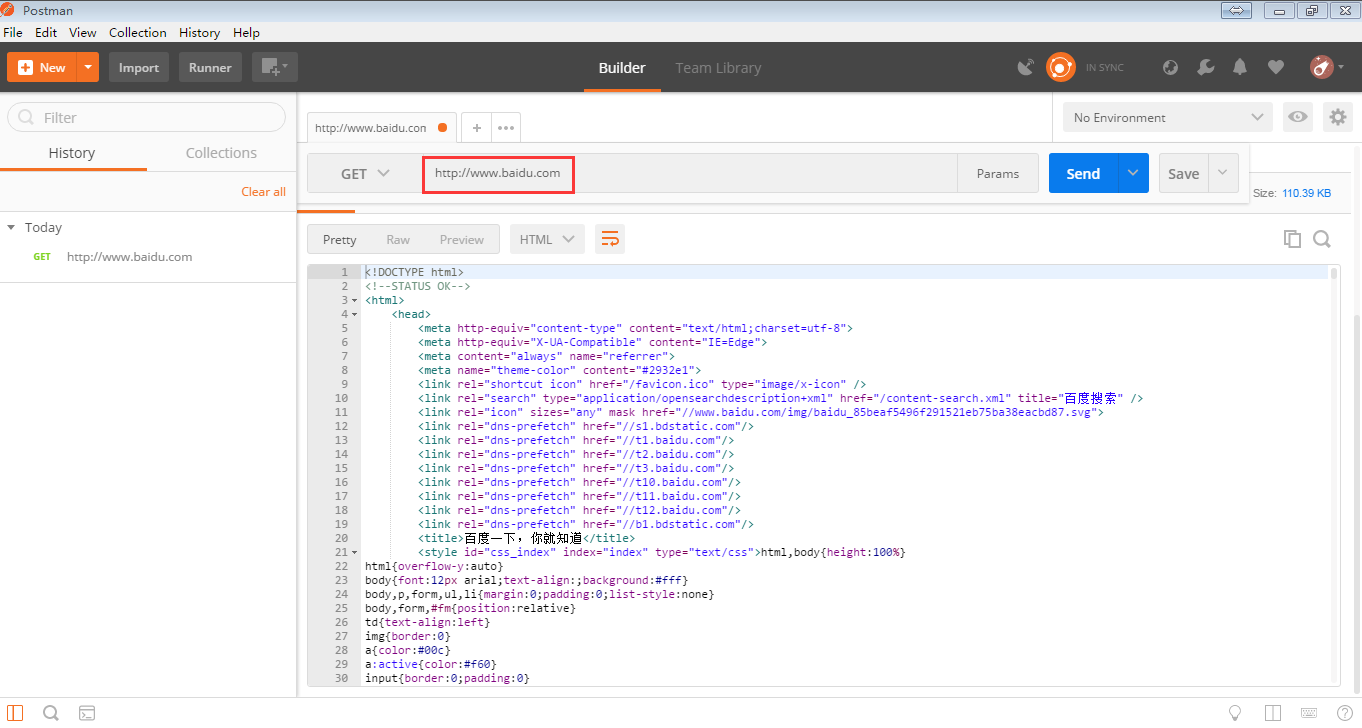 Postman
File Edit View Collection History Help
New Import Runner Builder Team Library IN SYNC
Filter
History Collections
Clear all
Today
GET http://www.baidu.com
http://www.baidu.com + ••• No Environment
GET http://www.baidu.com Params Send Save
Size: 110.39 KB
Pretty Raw Preview HTML
1 <!DOCTYPE html>
2 <!--STATUS OK-->
3 <html>
4 <head>
5 <meta http-equiv="content-type" content="text/html;charset=utf-8">
6 <meta http-equiv="X-UA-Compatible" content="IE=Edge">
7 <meta content="always" name="referrer">
8 <meta name="theme-color" content="#2932e1">
9 <link rel="shortcut icon" href="/favicon.ico" type="image/x-icon" />
10 <link rel="search" type="application/opensearchdescription+xml" href="/content-search.xml" title="百度搜索" />
11 <link rel="icon" sizes="any" mask href="//www.baidu.com/img/baidu_85beaf5496f291521eb75ba38eacbd87.svg">
12 <link rel="dns-prefetch" href="//s1.bdstatic.com"/>
13 <link rel="dns-prefetch" href="//t1.baidu.com"/>
14 <link rel="dns-prefetch" href="//t2.baidu.com"/>
15 <link rel="dns-prefetch" href="//t3.baidu.com"/>
16 <link rel="dns-prefetch" href="//t10.baidu.com"/>
17 <link rel="dns-prefetch" href="//t11.baidu.com"/>
18 <link rel="dns-prefetch" href="//t12.baidu.com"/>
19 <link rel="dns-prefetch" href="//b1.bdstatic.com"/>
20 <title>百度一下，你就知道</title>
21 <style id="css_index" index="index" type="text/css">html,body{height:100%}
22 html{overflow-y:auto}
23 body{font:12px arial;text-align:;background:#fff}
24 body,p,form,ul,li{margin:0;padding:0;list-style:none}
25 body,form,#fm{position:relative}
26 td{text-align:left}
27 img{border:0}
28 a{color:#00c}
29 a:active{color:#f60}
30 input{border:0;padding:0}